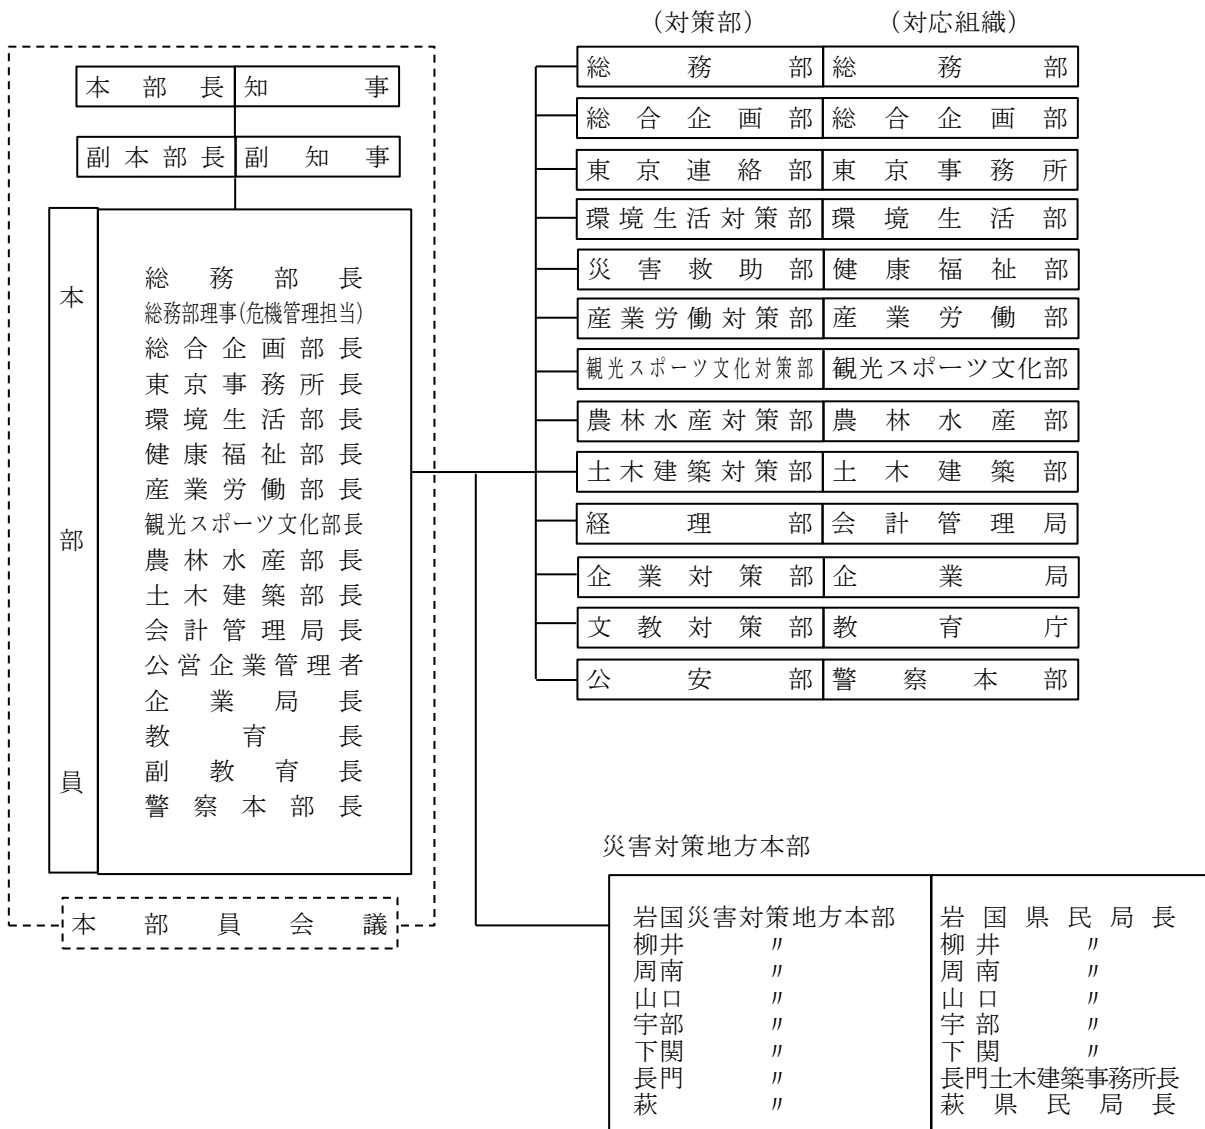 本部長 知事
副本部長 副知事
本部員
総務部長
総務部理事(危機管理担当)
総合企画部長
東京事務所長
環境生活部長
健康福祉部長
産業労働部長
観光スポーツ文化部長
農林水産部長
土木建築部長
会計管理局長
公営企業管理者
企業局長
教育長
副教育長
警察本部長
本部員会議
(対策部) (対応組織)
総務部 総務部
総合企画部 総合企画部
東京連絡部 東京事務所
環境生活対策部 環境生活部
災害救助部 健康福祉部
産業労働対策部 産業労働部
観光スポーツ文化対策部 観光スポーツ文化部
農林水産対策部 農林水産部
土木建築対策部 土木建築部
経理部 会計管理局
企業対策部 企業局
文教対策部 教育庁
公安部 警察本部
災害対策地方本部
岩国災害対策地方本部 岩国県民局長
柳井 〃 柳井 〃
周南 〃 周南 〃
山口 〃 山口 〃
宇部 〃 宇部 〃
下関 〃 下関 〃
長門 〃 長門土木建築事務所長
萩 〃 萩県民局長